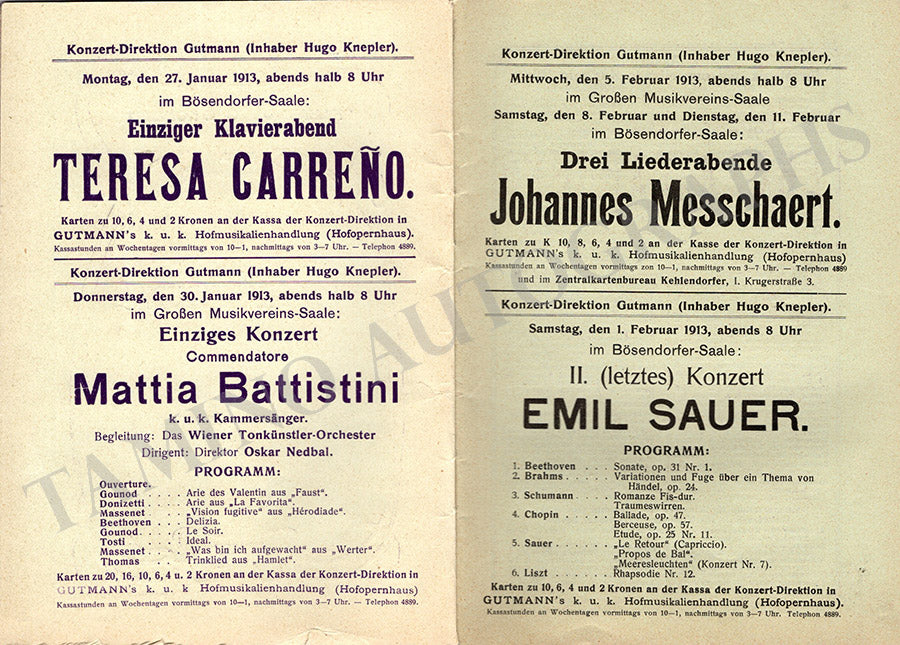 Konzert-Direktion Gutmann (Inhaber Hugo Knepler).
Montag, den 27. Januar 1913, abends halb 8 Uhr
im Bösendorfer-Saale:
Einziger Klavierabend
TERESA CARREÑO.
Karten zu 10, 6, 4 und 2 Kronen an der Kassa der Konzert-Direktion in
GUTMANN's k. u. k. Hofmusikalienhandlung (Hofopernhaus).
Kassastunden an Wochentagen vormittags von 10—1, nachmittags von 3—7 Uhr. — Telephon 4889.
Konzert-Direktion Gutmann (Inhaber Hugo Knepler).
Donnerstag, den 30. Januar 1913, abends halb 8 Uhr
im Großen Musikvereins-Saale:
Einziges Konzert
Commendatore
Mattia Battistini
k. u. k. Kammersänger.
Begleitung: Das Wiener Tonkünstler-Orchester
Dirigent: Direktor Oskar Nedbal.
PROGRAMM:
Ouverture.
Gounod . . . . Arie des Valentin aus „Faust“.
Donizetti . . . . Arie aus „La Favorita“.
Massenet . . . . „Vision fugitive“ aus „Hérodiade“.
Beethoven . . . Delizia.
Gounod . . . . Le Soir.
Tosti . . . . Ideal.
Massenet . . . . „Was bin ich aufgewacht“ aus „Werter“.
Thomas . . . . Trinklied aus „Hamlet“.
Karten zu 20, 16, 10, 6, 4 u. 2 Kronen an der Kassa der Konzert-Direktion in
GUTMANN's k. u. k Hofmusikalienhandlung (Hofopernhaus)
Kassastunden an Wochentagen vormittags von 10—1, nachmittags von 3—7 Uhr. — Telephon 4889.
Konzert-Direktion Gutmann (Inhaber Hugo Knepler).
Mittwoch, den 5. Februar 1913, abends halb 8 Uhr
im Großen Musikvereins-Saale
Samstag, den 8. Februar und Dienstag, den 11. Februar
im Bösendorfer-Saale:
Drei Liederabende
Johannes Messchaert.
Karten zu K 10, 8, 6, 4 und 2 an der Kasse der Konzert-Direktion in
GUTMANN's k. u. k. Hofmusikalienhandlung (Hofopernhaus)
Kassastunden an Wochentagen vormittags zon 10—1, nachmittags von 3—7 Uhr. — Telephon 4889
und im Zentralkartenbureau Kehlendorfer, I. Krugerstraße 3.
Konzert-Direktion Gutmann (Inhaber Hugo Knepler).
Samstag, den 1. Februar 1913, abends 8 Uhr
im Bösendorfer-Saale:
II. (letztes) Konzert
EMIL SAUER.
PROGRAMM:
1. Beethoven . . . Sonate, op. 31 Nr. 1.
2. Brahms . . . . . Variationen und Fuge über ein Thema von
Händel, op. 24.
3. Schumann . . . Romanze Fis-dur.
Traumeswirren.
4. Chopin . . . . Ballade, op. 47.
Berceuse, op. 57.
Etude, op. 25 Nr. 11.
5. Sauer . . . . . . „Le Retour“ (Capriccio).
„Propos de Bal“.
„Meeresleuchten“ (Konzert Nr. 7).
6. Liszt . . . . . . Rhapsodie Nr. 12.
Karten zu 10, 6, 4 und 2 Kronen an der Kassa der Konzert-Direktion in
GUTMANN's k. u. k. Hofmusikalienhandlung (Hofopernhaus).
Kassastunden an Wochentagen vormittags von 10—1, nachmittags von 3—7 Uhr. — Telephon 4889.
TAMINO AUTOGRAPHS